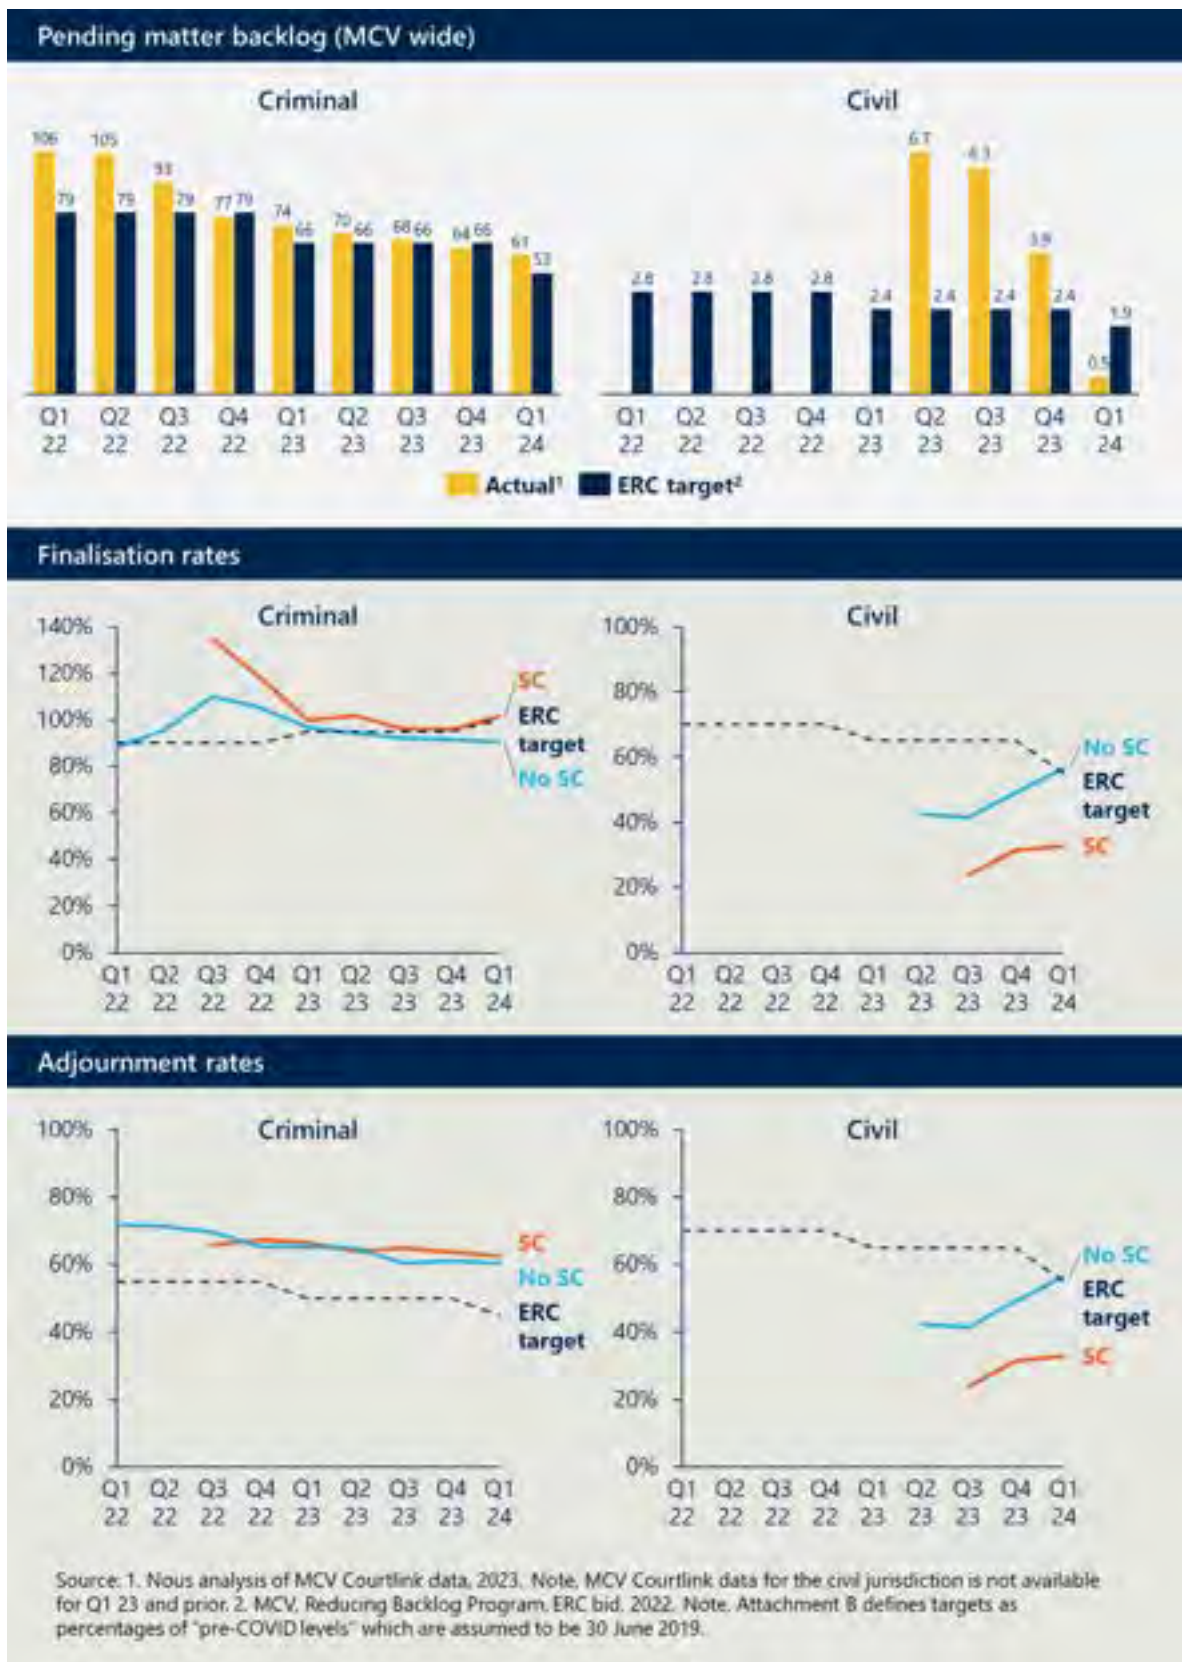 Pending matter backlog (MCV wide)
Criminal
106 79 105 79 93 79 77 79 74 66 70 66 68 66 64 66 61 53
Q1 Q2 Q3 Q4 Q1 Q2 Q3 Q4 Q1
22 22 22 22 23 23 23 23 24
Civil
2.8 2.8 2.8 2.8 2.4 6.7 2.4 2.4 3.9 2.4 0.5 1.9
Q1 Q2 Q3 Q4 Q1 Q2 Q3 Q4 Q1
22 22 22 22 23 23 23 23 24
Actual¹ ERC target²
Finalisation rates
Criminal
140%
120%
100%
80%
60%
40%
20%
0%
SC
ERC
target
No SC
Q1 Q2 Q3 Q4 Q1 Q2 Q3 Q4 Q1
22 22 22 22 23 23 23 23 24
Civil
100%
80%
60%
40%
20%
0%
No SC
ERC
target
SC
Q1 Q2 Q3 Q4 Q1 Q2 Q3 Q4 Q1
22 22 22 22 23 23 23 23 24
Adjournment rates
Criminal
100%
80%
60%
40%
20%
0%
SC
No SC
ERC
target
Q1 Q2 Q3 Q4 Q1 Q2 Q3 Q4 Q1
22 22 22 22 23 23 23 23 24
Civil
100%
80%
60%
40%
20%
0%
No SC
ERC
target
SC
Q1 Q2 Q3 Q4 Q1 Q2 Q3 Q4 Q1
22 22 22 22 23 23 23 23 24
Source: 1. Nous analysis of MCV Courtlink data, 2023. Note, MCV Courtlink data for the civil jurisdiction is not available
for Q1 23 and prior. 2. MCV, Reducing Backlog Program, ERC bid. 2022. Note, Attachment B defines targets as
percentages of "pre-COVID levels" which are assumed to be 30 June 2019.